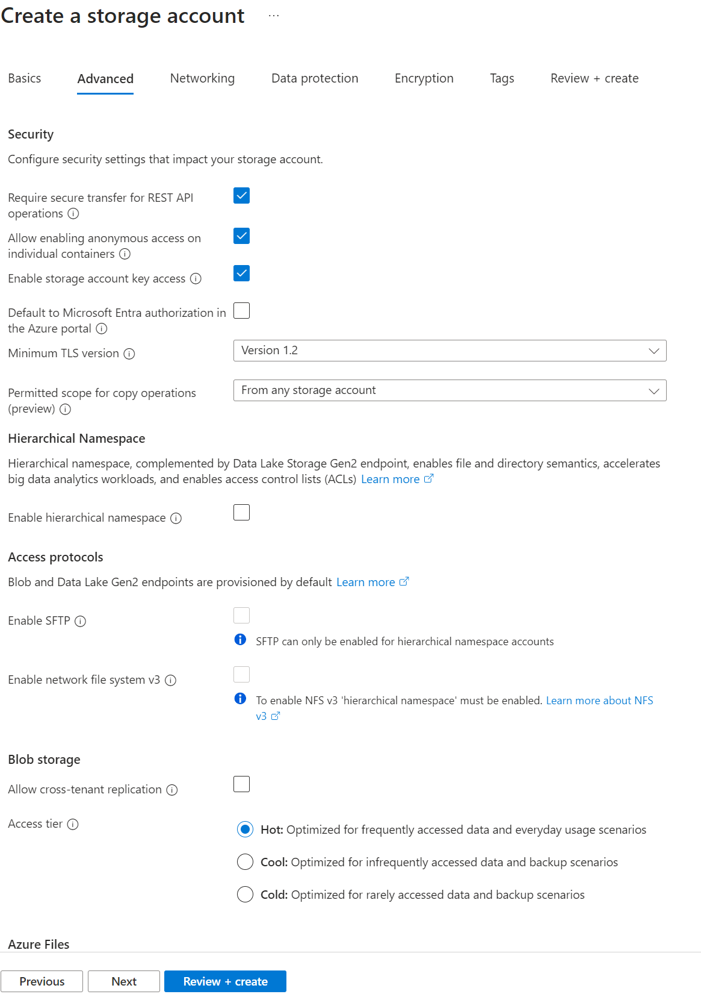 Create a storage account ...
Basics Advanced Networking Data protection Encryption Tags Review + create
Security
Configure security settings that impact your storage account.
Require secure transfer for REST API
operations
Allow enabling anonymous access on
individual containers
Enable storage account key access
Default to Microsoft Entra authorization in
the Azure portal
Minimum TLS version
Version 1.2
Permitted scope for copy operations
(preview)
From any storage account
Hierarchical Namespace
Hierarchical namespace, complemented by Data Lake Storage Gen2 endpoint, enables file and directory semantics, accelerates
big data analytics workloads, and enables access control lists (ACLs) Learn more
Enable hierarchical namespace
Access protocols
Blob and Data Lake Gen2 endpoints are provisioned by default Learn more
Enable SFTP
SFTP can only be enabled for hierarchical namespace accounts
Enable network file system v3
To enable NFS v3 'hierarchical namespace' must be enabled. Learn more about NFS
v3
Blob storage
Allow cross-tenant replication
Access tier
Hot: Optimized for frequently accessed data and everyday usage scenarios
Cool: Optimized for infrequently accessed data and backup scenarios
Cold: Optimized for rarely accessed data and backup scenarios
Azure Files
Previous Next Review + create